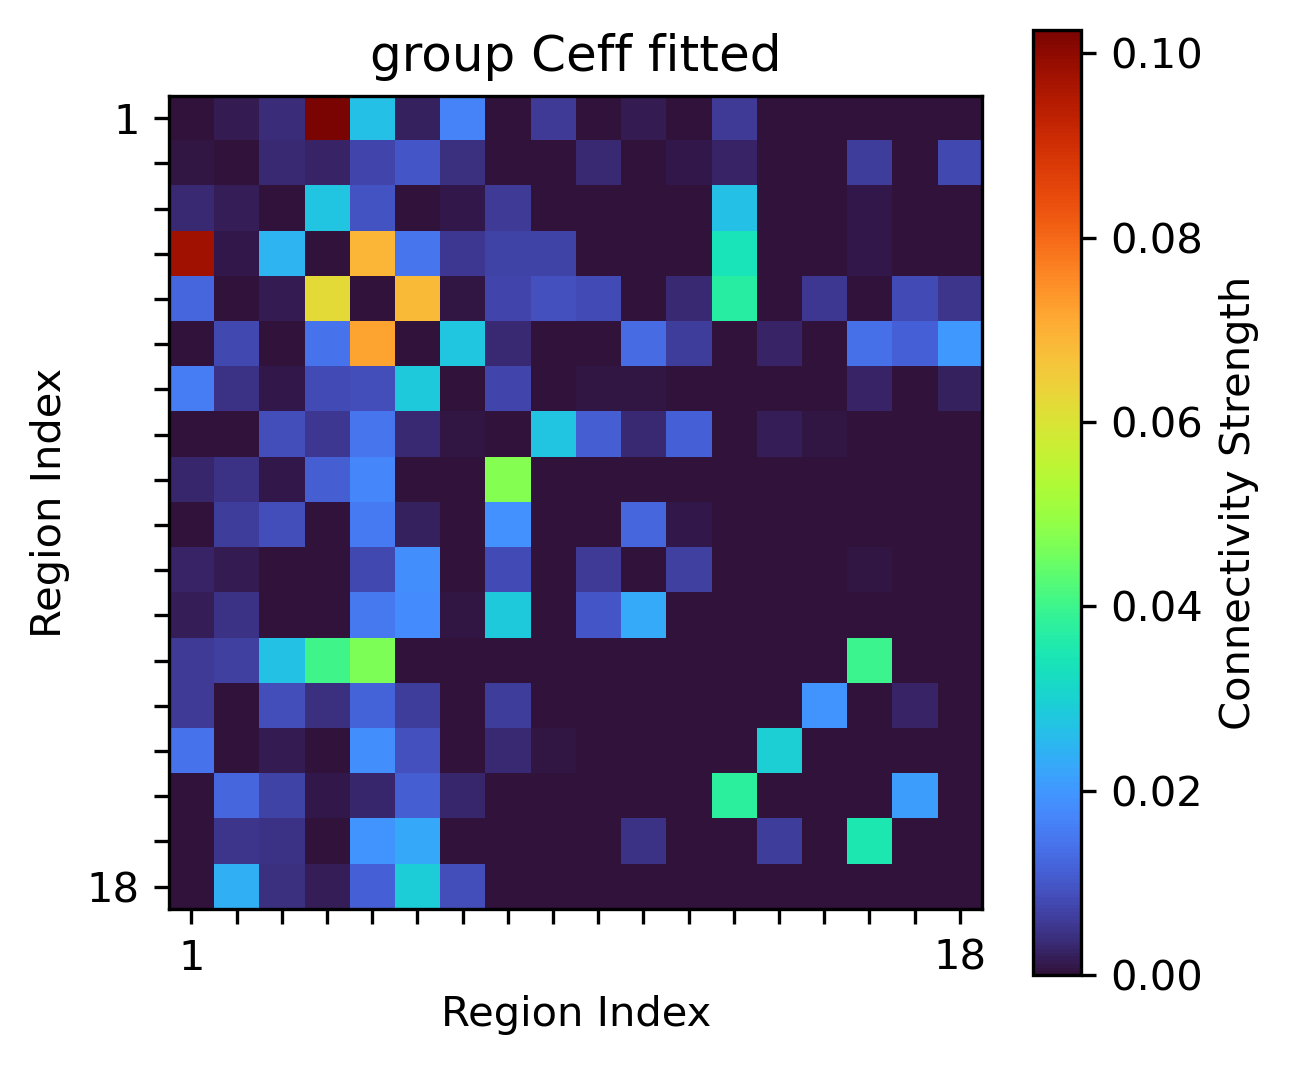 group Ceff fitted
1
18
Region Index
1
18
Region Index
0.10
0.08
0.06
0.04
0.02
0.00
Connectivity Strength